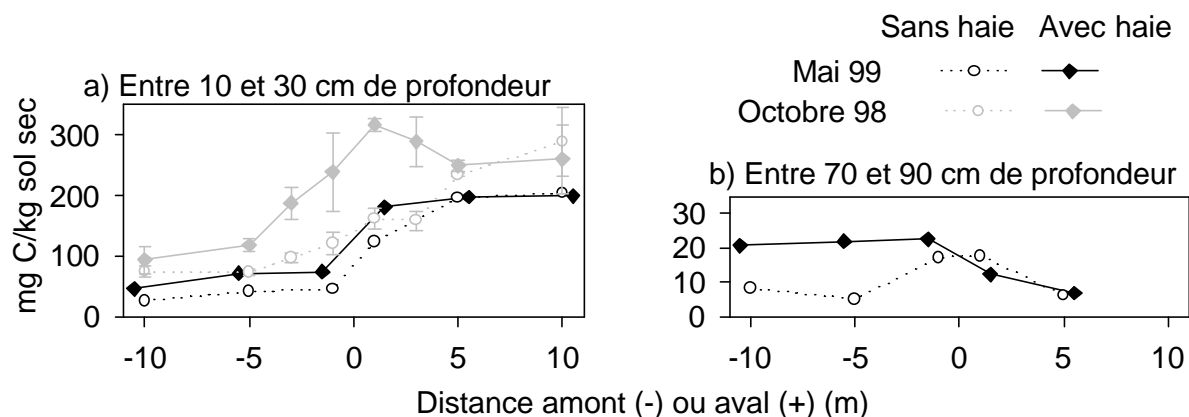 Sans haie Avec haie
Mai 99
Octobre 98
a) Entre 10 et 30 cm de profondeur
mg C/kg sol sec
300
200
100
0
-10 -5 0 5 10
b) Entre 70 et 90 cm de profondeur
30
20
10
0
-10 -5 0 5 10
Distance amont (-) ou aval (+) (m)